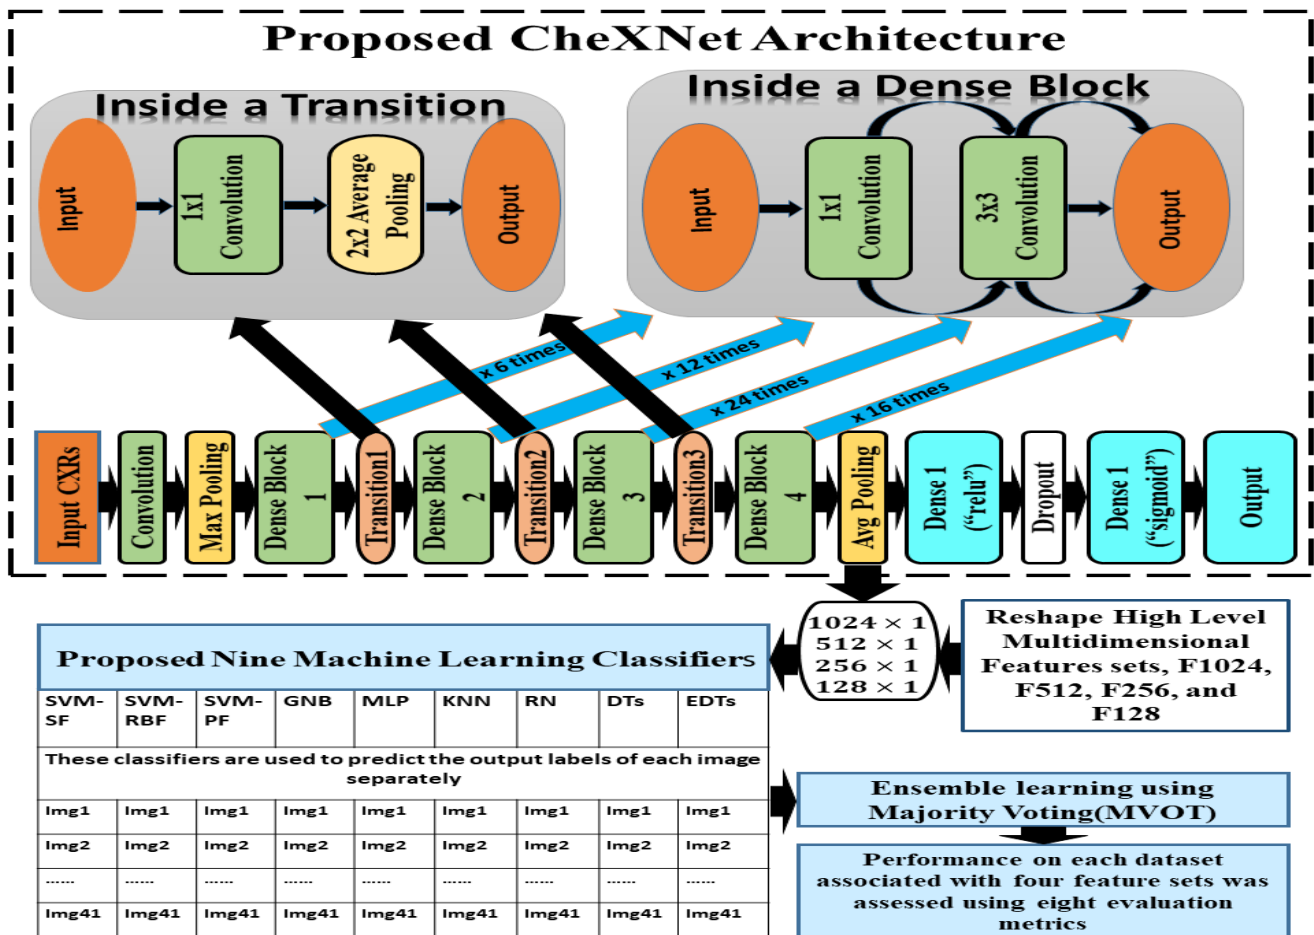 Proposed CheXNet Architecture
Inside a Transition
Input
1x1
Convolution
2x2 Average
Pooling
Output
Inside a Dense Block
Input
1x1
Convolution
3x3
Convolution
Output
x 6 times
x 12 times
x 24 times
x 16 times
Input CXRs
Convolution
Max Pooling
Dense Block
1
Transition1
Dense Block
2
Transition2
Dense Block
3
Transition3
Dense Block
4
Avg Pooling
Dense 1
(“relu”)
Dropout
Dense 1
(“sigmoid”)
Output
1024 × 1
512 × 1
256 × 1
128 × 1
Reshape High Level
Multidimensional
Features sets, F1024,
F512, F256, and
F128
Proposed Nine Machine Learning Classifiers
SVM-SF SVM-RBF SVM-PF GNB MLP KNN RN DTs EDTs
These classifiers are used to predict the output labels of each image
separately
Img1 Img1 Img1 Img1 Img1 Img1 Img1 Img1 Img1
Img2 Img2 Img2 Img2 Img2 Img2 Img2 Img2 Img2
...... ...... ...... ...... ...... ...... ...... ...... ......
Img41 Img41 Img41 Img41 Img41 Img41 Img41 Img41 Img41
Ensemble learning using
Majority Voting(MVOT)
Performance on each dataset
associated with four feature sets was
assessed using eight evaluation
metrics